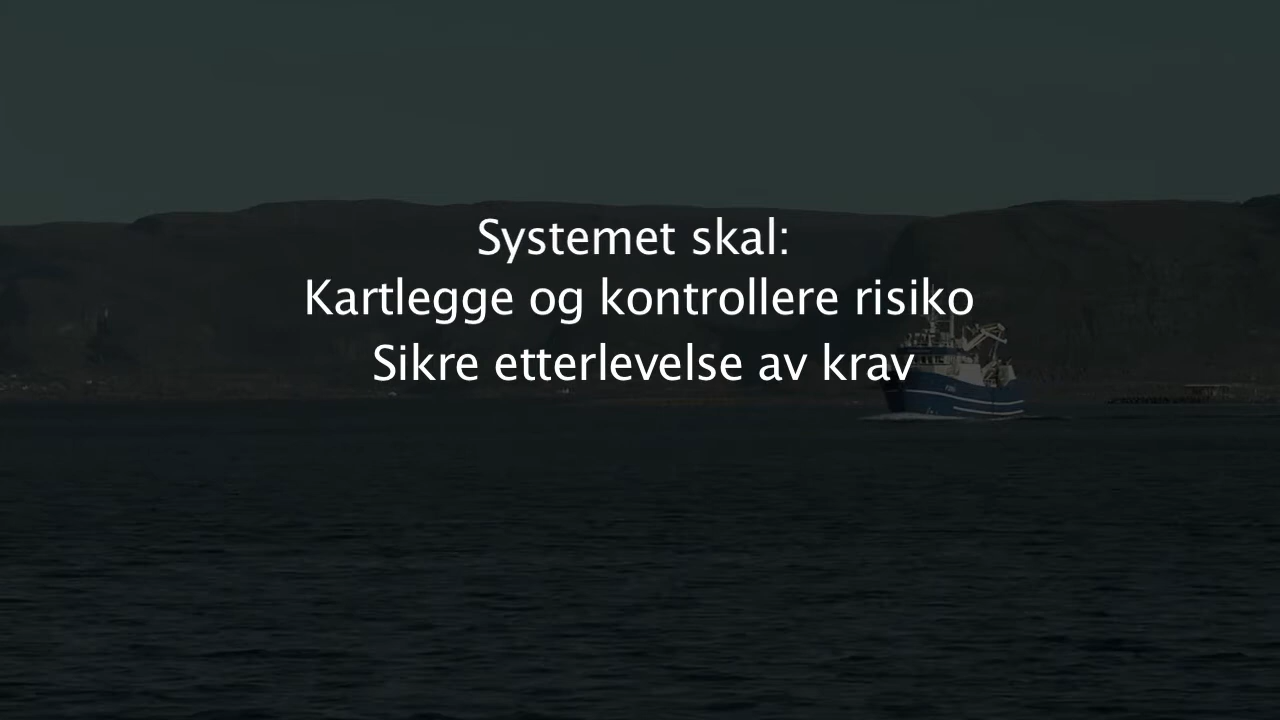 Systemet skal:
Kartlegge og kontrollere risiko
Sikre etterlevelse av krav